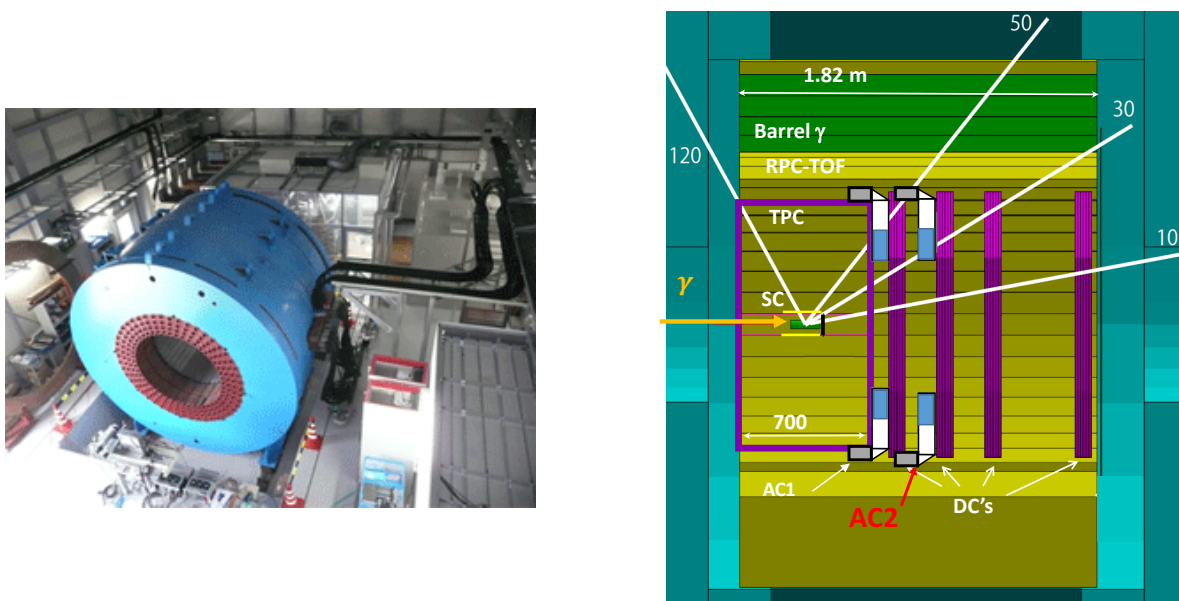 50
1.82 m
30
Barrel γ
120
RPC-TOF
TPC
10
γ
SC
700
AC1
AC2
DC's